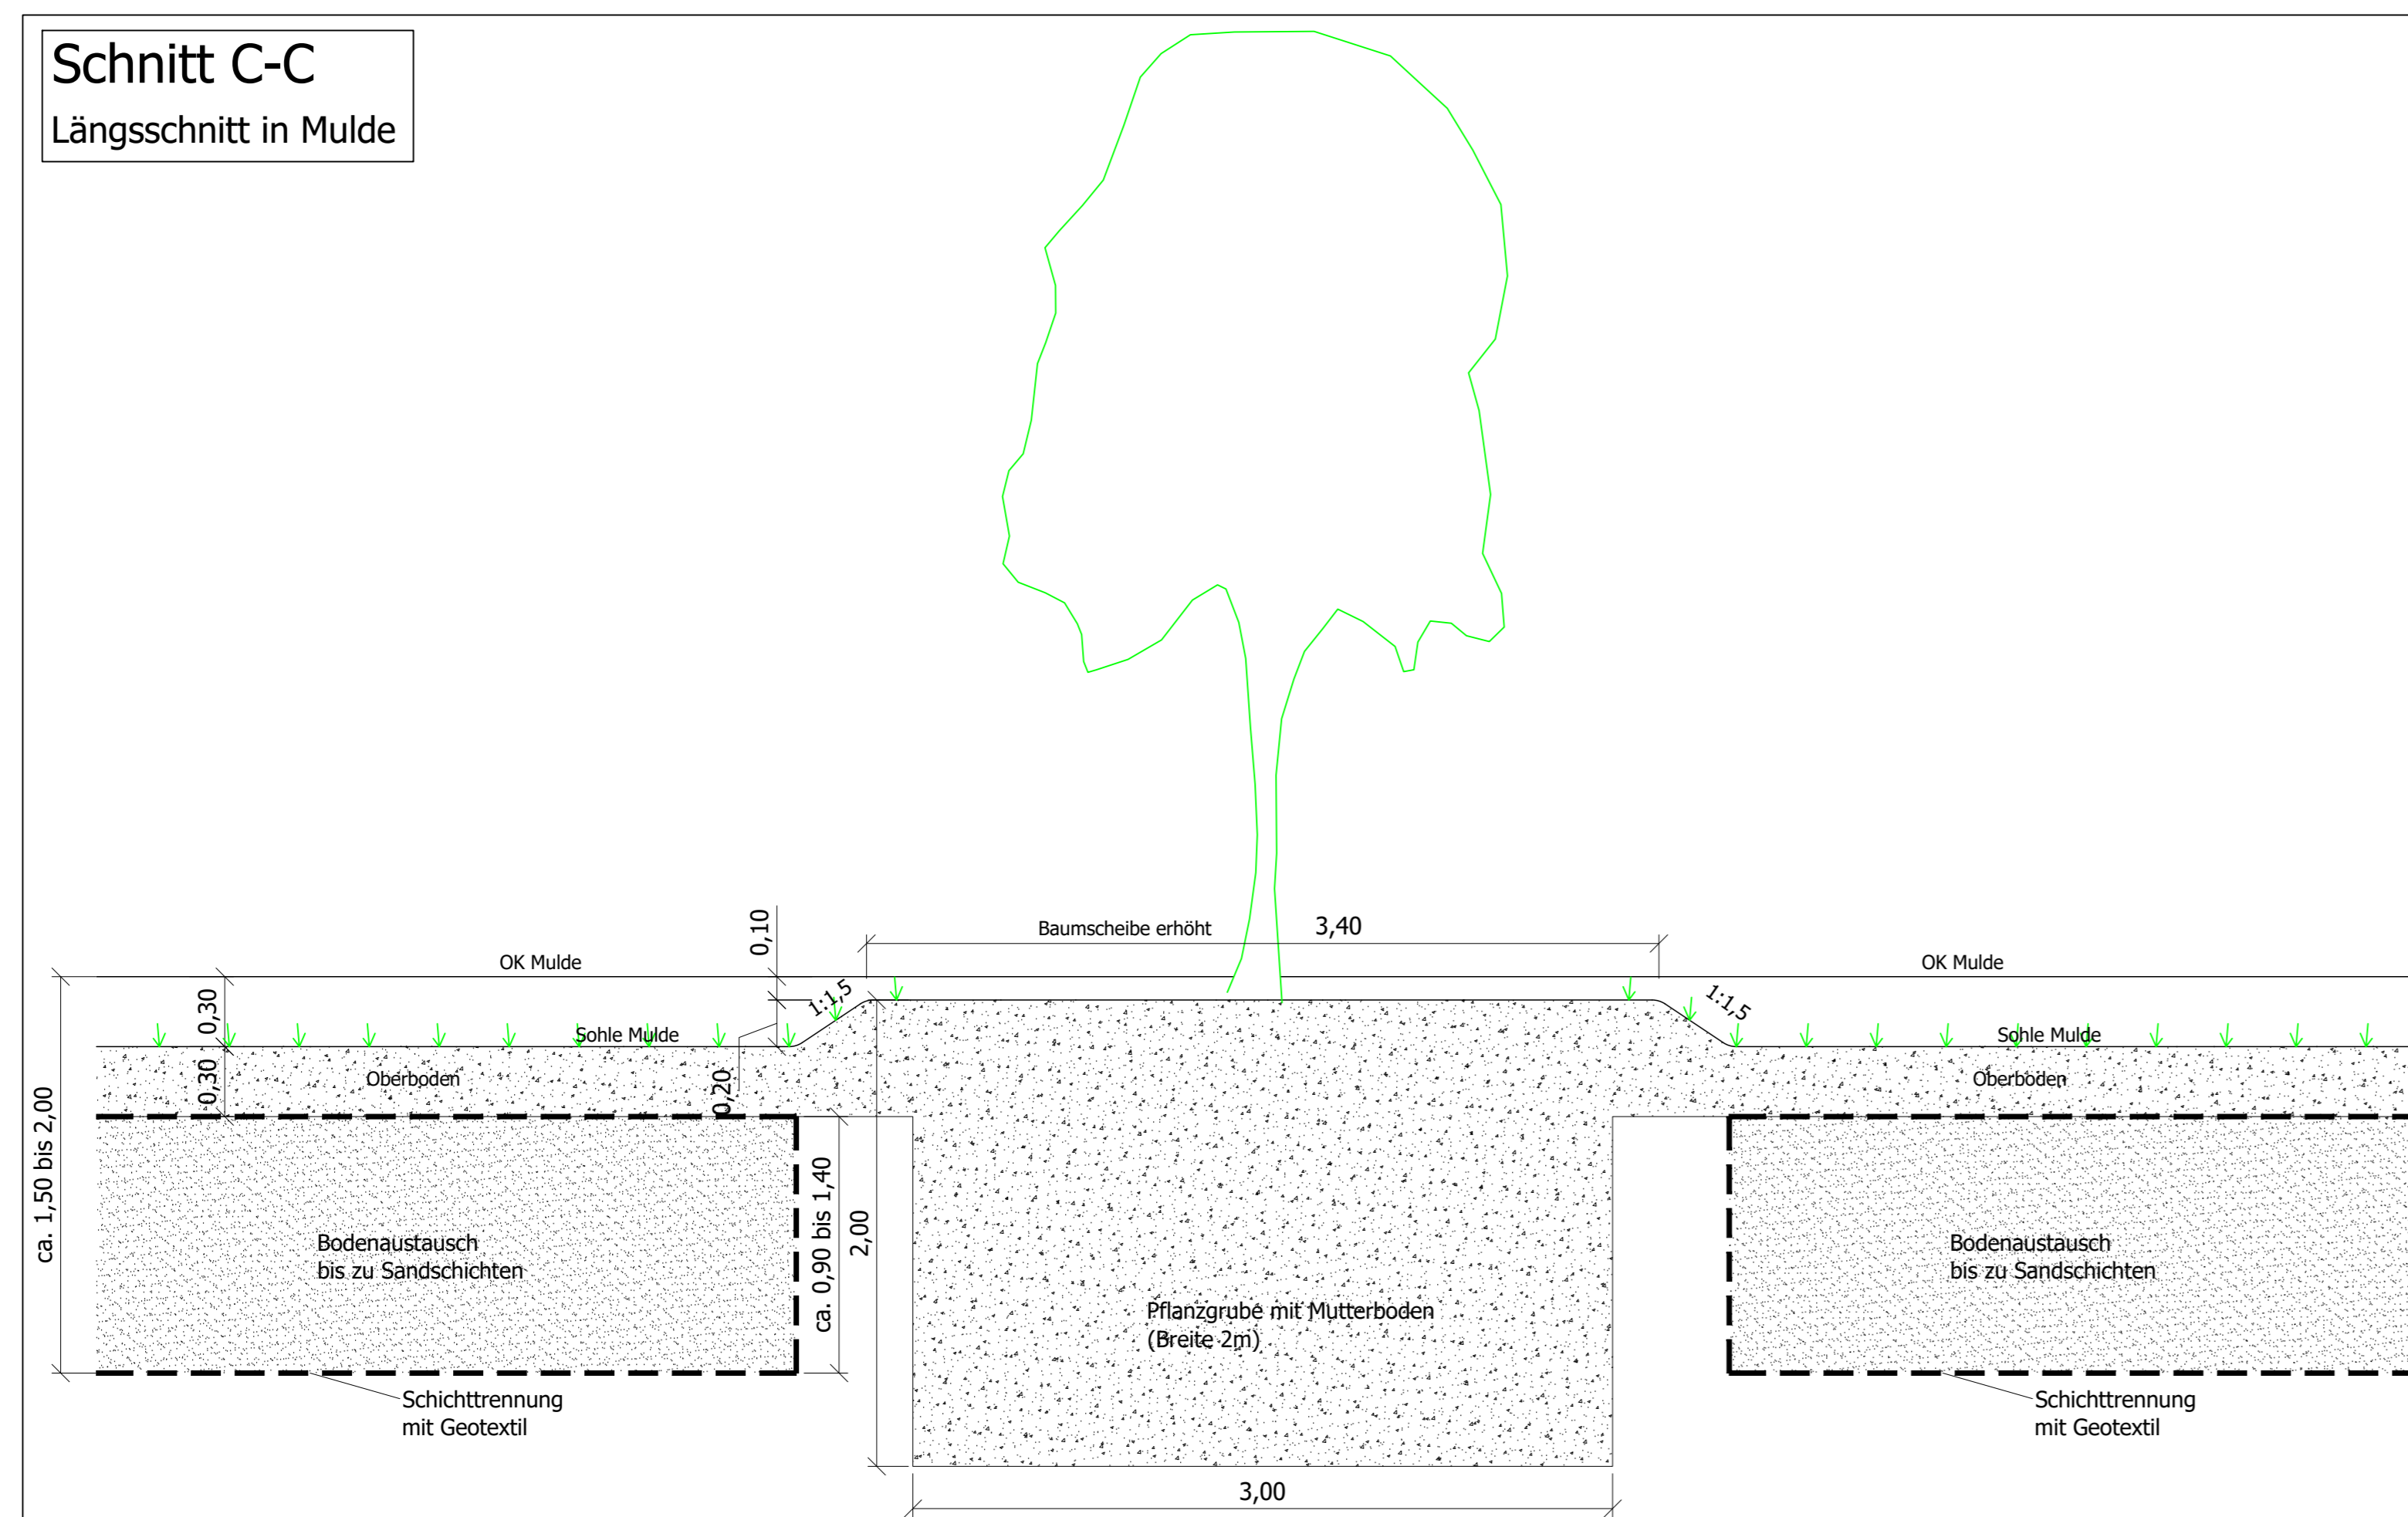 Schnitt C-C
Längsschnitt in Mulde
0,10
Baumscheibe erhöht 3,40
OK Mulde
OK Mulde
0,30
1:1,5
1:1,5
Sohle Mulde
Sohle Mulde
0,30
Oberboden
0,20
Oberboden
ca. 1,50 bis 2,00
ca. 0,90 bis 1,40
2,00
Bodenaustausch
bis zu Sandschichten
Bodenaustausch
bis zu Sandschichten
Pflanzgrube mit Mutterboden
(Breite 2m)
Schichttrennung
mit Geotextil
Schichttrennung
mit Geotextil
3,00